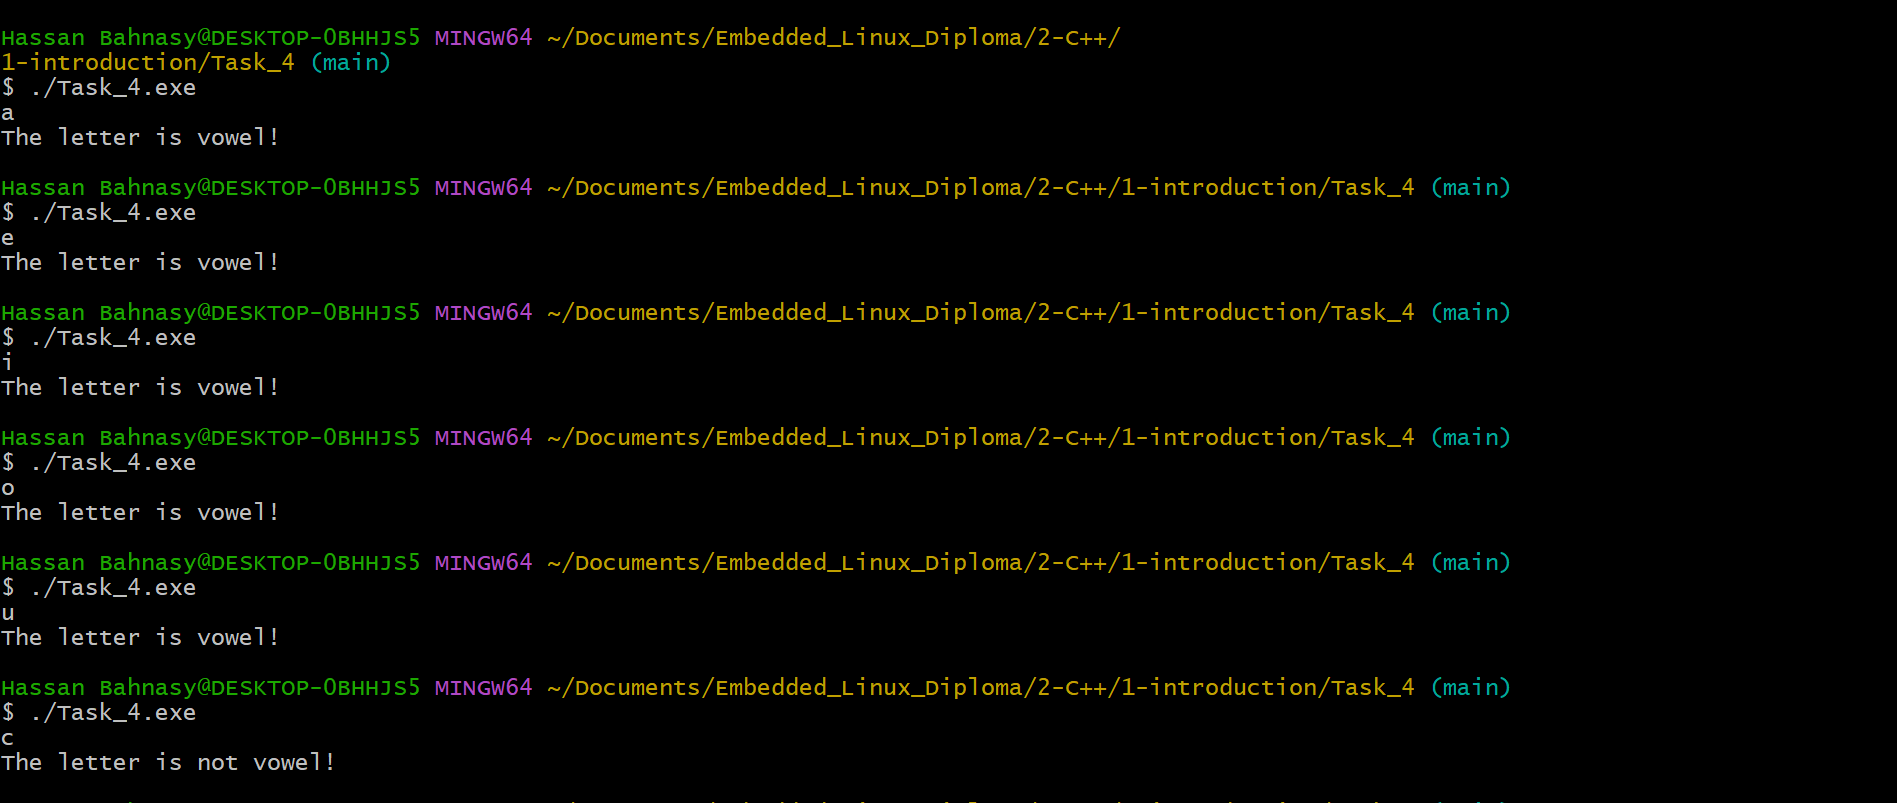 Hassan Bahnasy@DESKTOP-0BHHJS5 MINGW64 ~/Documents/Embedded_Linux_Diploma/2-C++/
1-introduction/Task_4 (main)
$ ./Task_4.exe
a
The letter is vowel!
Hassan Bahnasy@DESKTOP-0BHHJS5 MINGW64 ~/Documents/Embedded_Linux_Diploma/2-C++/1-introduction/Task_4 (main)
$ ./Task_4.exe
e
The letter is vowel!
Hassan Bahnasy@DESKTOP-0BHHJS5 MINGW64 ~/Documents/Embedded_Linux_Diploma/2-C++/1-introduction/Task_4 (main)
$ ./Task_4.exe
i
The letter is vowel!
Hassan Bahnasy@DESKTOP-0BHHJS5 MINGW64 ~/Documents/Embedded_Linux_Diploma/2-C++/1-introduction/Task_4 (main)
$ ./Task_4.exe
o
The letter is vowel!
Hassan Bahnasy@DESKTOP-0BHHJS5 MINGW64 ~/Documents/Embedded_Linux_Diploma/2-C++/1-introduction/Task_4 (main)
$ ./Task_4.exe
u
The letter is vowel!
Hassan Bahnasy@DESKTOP-0BHHJS5 MINGW64 ~/Documents/Embedded_Linux_Diploma/2-C++/1-introduction/Task_4 (main)
$ ./Task_4.exe
c
The letter is not vowel!